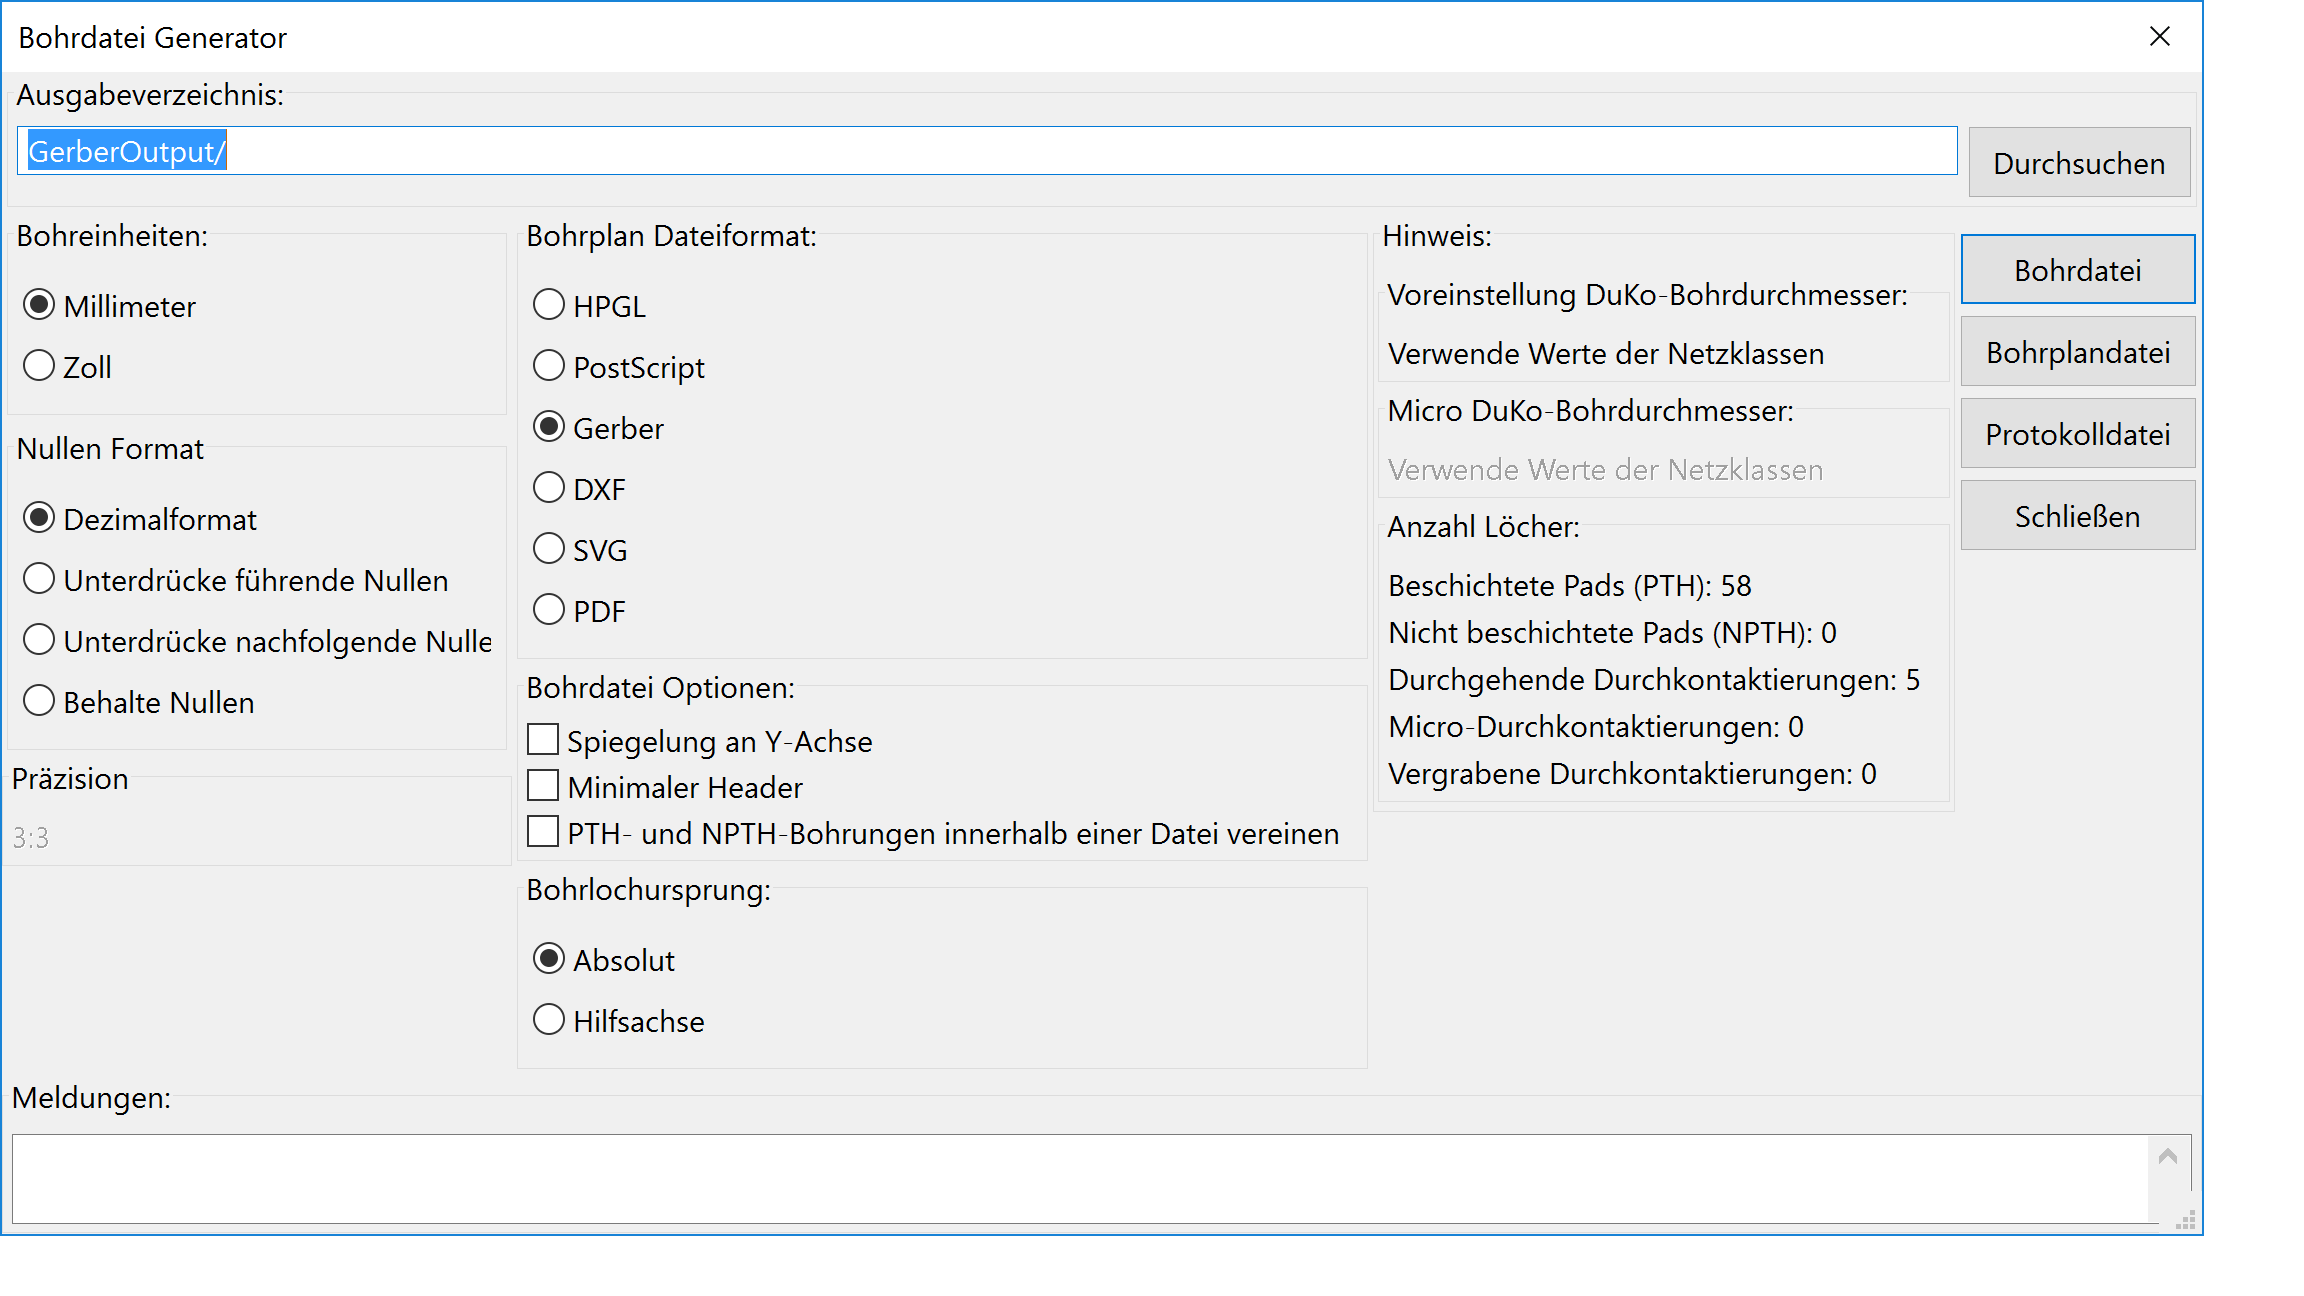 Bohrdatei Generator
Ausgabeverzeichnis:
GerberOutput/
Durchsuchen
Bohreinheiten:
Millimeter
Zoll
Nullen Format
Dezimalformat
Unterdrücke führende Nullen
Unterdrücke nachfolgende Nulle
Behalte Nullen
Präzision
3:3
Bohrplan Dateiformat:
HPGL
PostScript
Gerber
DXF
SVG
PDF
Bohrdatei Optionen:
Spiegelung an Y-Achse
Minimaler Header
PTH- und NPTH-Bohrungen innerhalb einer Datei vereinen
Bohrlochursprung:
Absolut
Hilfsachse
Hinweis:
Voreinstellung DuKo-Bohrdurchmesser:
Verwende Werte der Netzklassen
Micro DuKo-Bohrdurchmesser:
Verwende Werte der Netzklassen
Anzahl Löcher:
Beschichtete Pads (PTH): 58
Nicht beschichtete Pads (NPTH): 0
Durchgehende Durchkontaktierungen: 5
Micro-Durchkontaktierungen: 0
Vergrabene Durchkontaktierungen: 0
Bohrdatei
Bohrplandatei
Protokolldatei
Schließen
Meldungen: